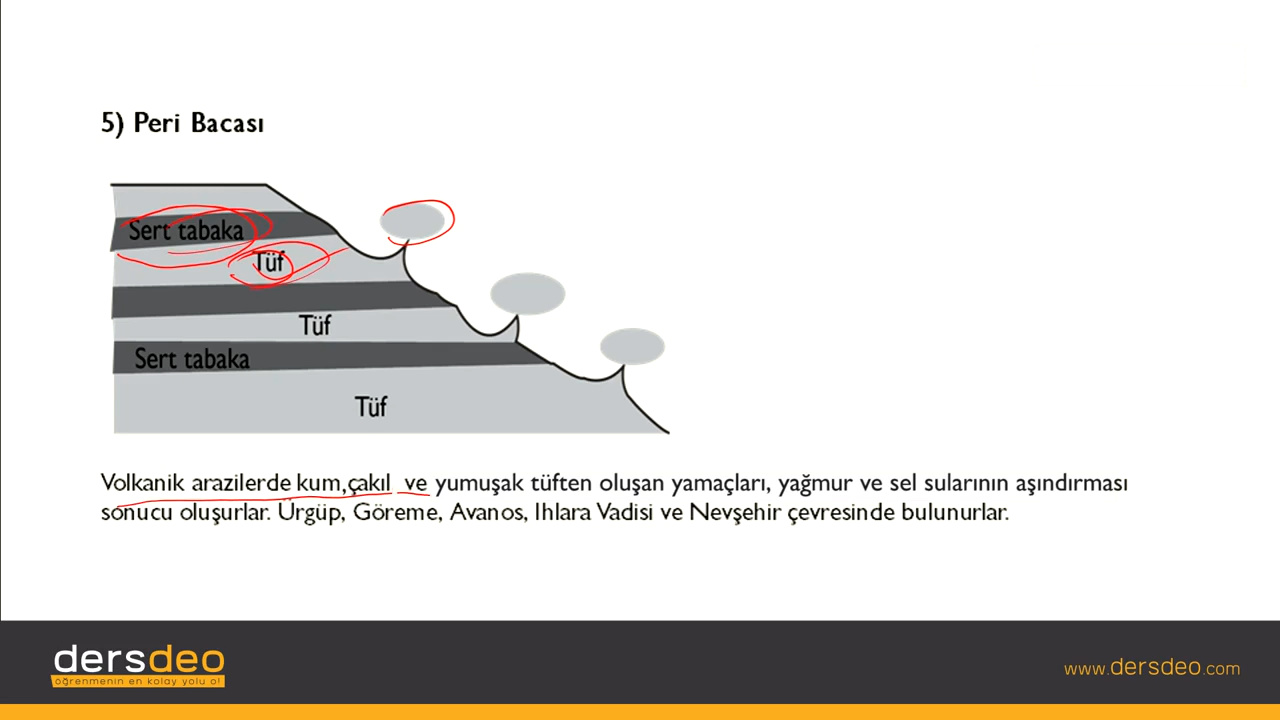 5) Peri Bacası
Sert tabaka
Tüf
Tüf
Sert tabaka
Tüf
Volkanik arazilerde kum,çakıl ve yumuşak tüften oluşan yamaçları, yağmur ve sel sularının aşındırması
sonucu oluşurlar. Ürgüp, Göreme, Avanos, Ihlara Vadisi ve Nevşehir çevresinde bulunurlar.
dersdeo
öğrenmenin en kolay yolu o!
www.dersdeo.com